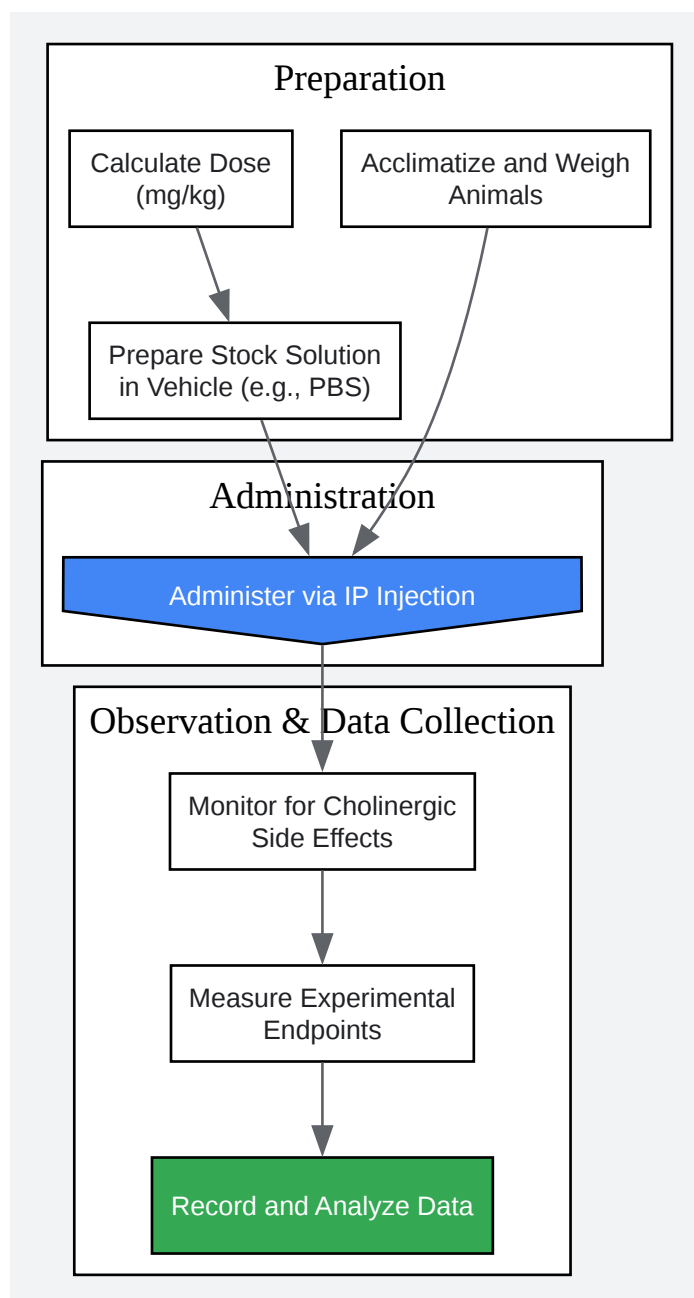 Preparation
Calculate Dose
(mg/kg)
Acclimatize and Weigh
Animals
Prepare Stock Solution
in Vehicle (e.g., PBS)
Administration
Administer via IP Injection
Observation & Data Collection
Monitor for Cholinergic
Side Effects
Measure Experimental
Endpoints
Record and Analyze Data